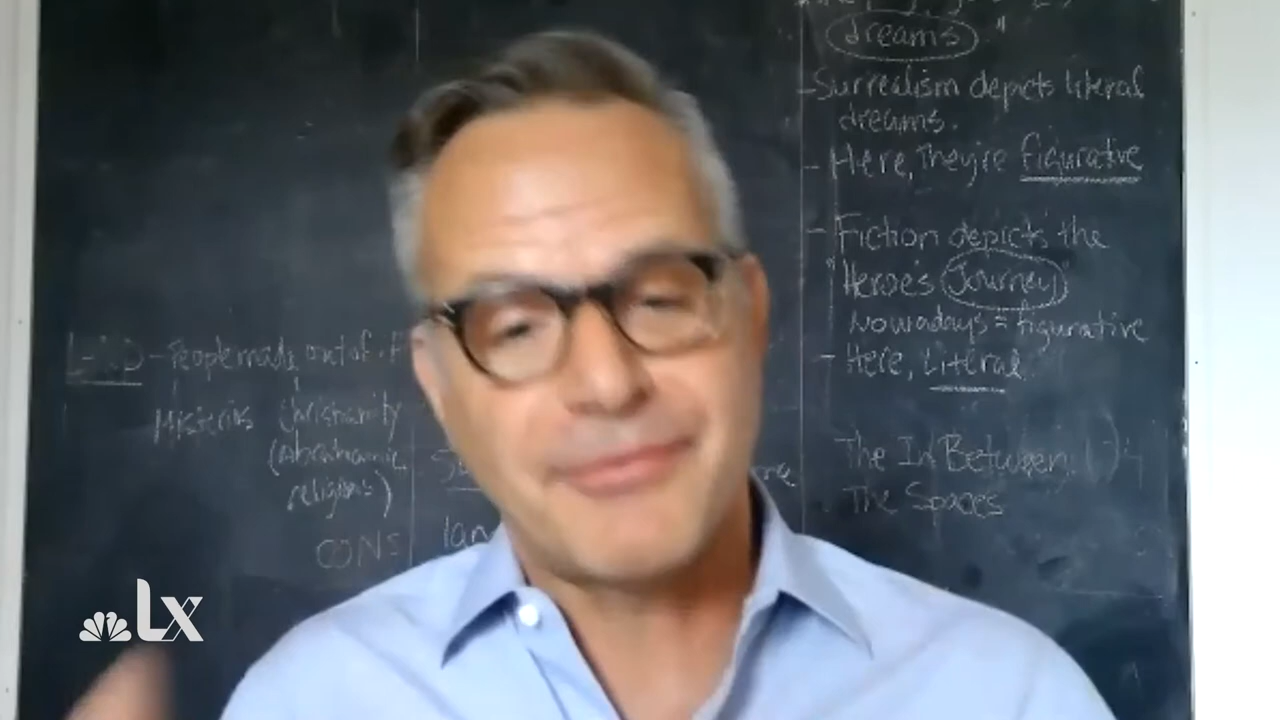 dreams"
-Surrealism depicts literal
dreams.
- Here, they're figurative
- Fiction depicts the
"Heroe's Journey"
Nowadays = figurative
- Here, Literal
The In Between
The Spaces
- People made out of
Christianity
(abrahamic
religions)
CONS
LX